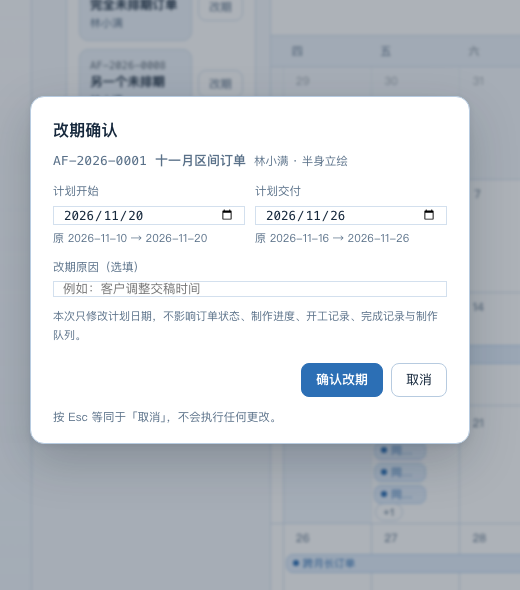 完全未排期订单
改期
林小满
AF-2026-0008
另一个未排期
改期
四 五 六
29 30 31
7
改期确认
AF-2026-0001 十一月区间订单 林小满 · 半身立绘
计划开始 计划交付
2026/11/20 2026/11/26
原 2026-11-10 → 2026-11-20 原 2026-11-16 → 2026-11-26
改期原因（选填）
例如：客户调整交稿时间
14
本次只修改计划日期，不影响订单状态、制作进度、开工记录、完成记录与制作
队列。
确认改期 取消
按 Esc 等同于「取消」，不会执行任何更改。
21
+1
26 27 28
跨月长订单